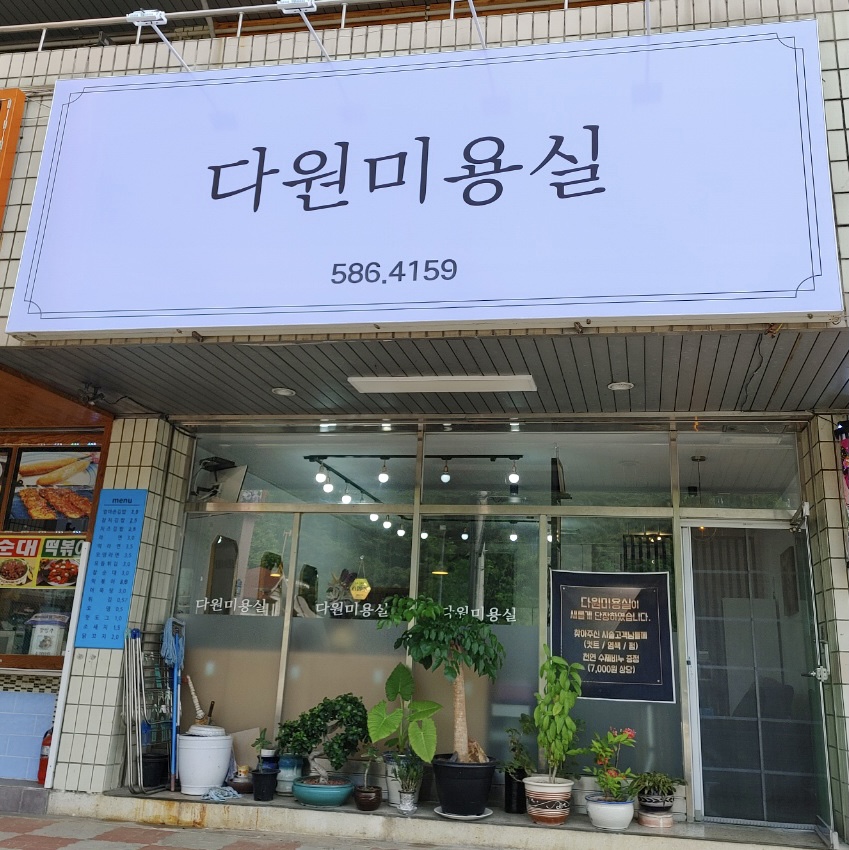 다원미용실
586.4159
menu
순대 떡볶이
다원미용실
다원미용실
다원미용실
다원미용실이
새롭게 단장하였습니다.
찾아주신 시술고객님들께
(컷트 / 염색 / 펌)
천연 수제비누 증정
(7,000원 상당)